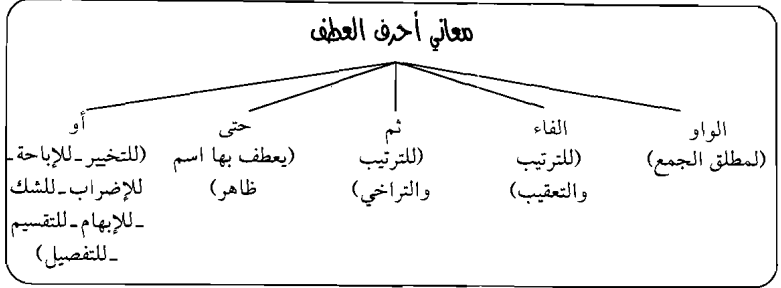 معاني أحرف العطف
الواو
(لمطلق الجمع)
الفاء
(للترتيب
والتعقيب)
ثم
(للترتيب
والتراخي)
حتى
(يعطف بها اسم
ظاهر)
أو
(للتخيير ـ للإباحة ـ
للإضراب ـ للشك
ـ للإبهام ـ للتقسيم
ـ للتفصيل)